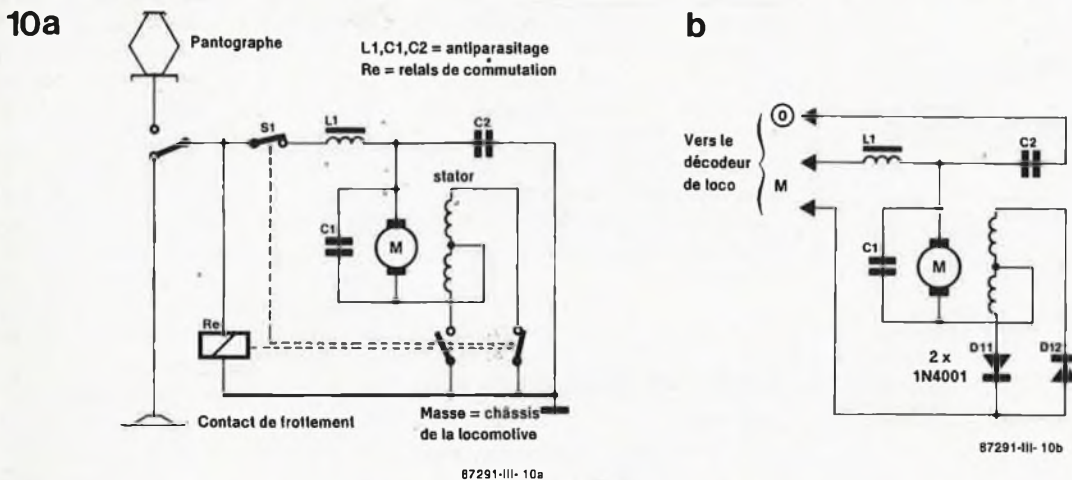 10a
Pantographe
L1,C1,C2 = antiparasitage
Re = relais de commutation
S1
L1
C2
stator
C1
M
Re
Contact de frottement
Masse = châssis
de la locomotive
87291-III- 10a
b
O
Vers le
décodeur
de loco
M
L1
C2
C1
M
D11
D12
2 x
1N4001
87291-III- 10b